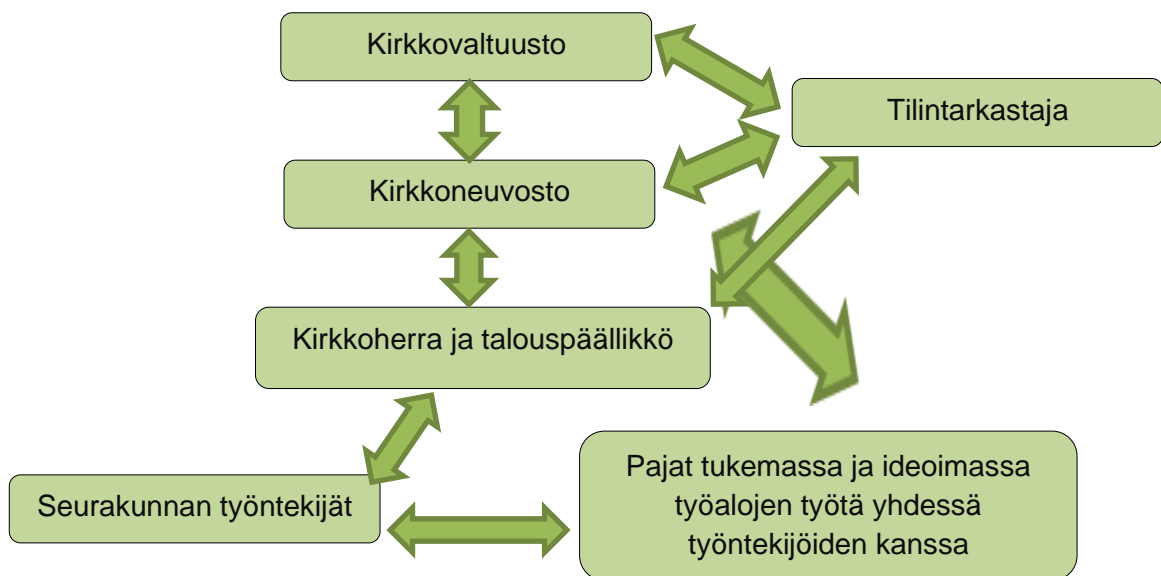 Kirkkovaltuusto
Tilintarkastaja
Kirkkoneuvosto
Kirkkoherra ja talouspäällikkö
Seurakunnan työntekijät
Pajat tukemassa ja ideoimassa
työalojen työtä yhdessä
työntekijöiden kanssa